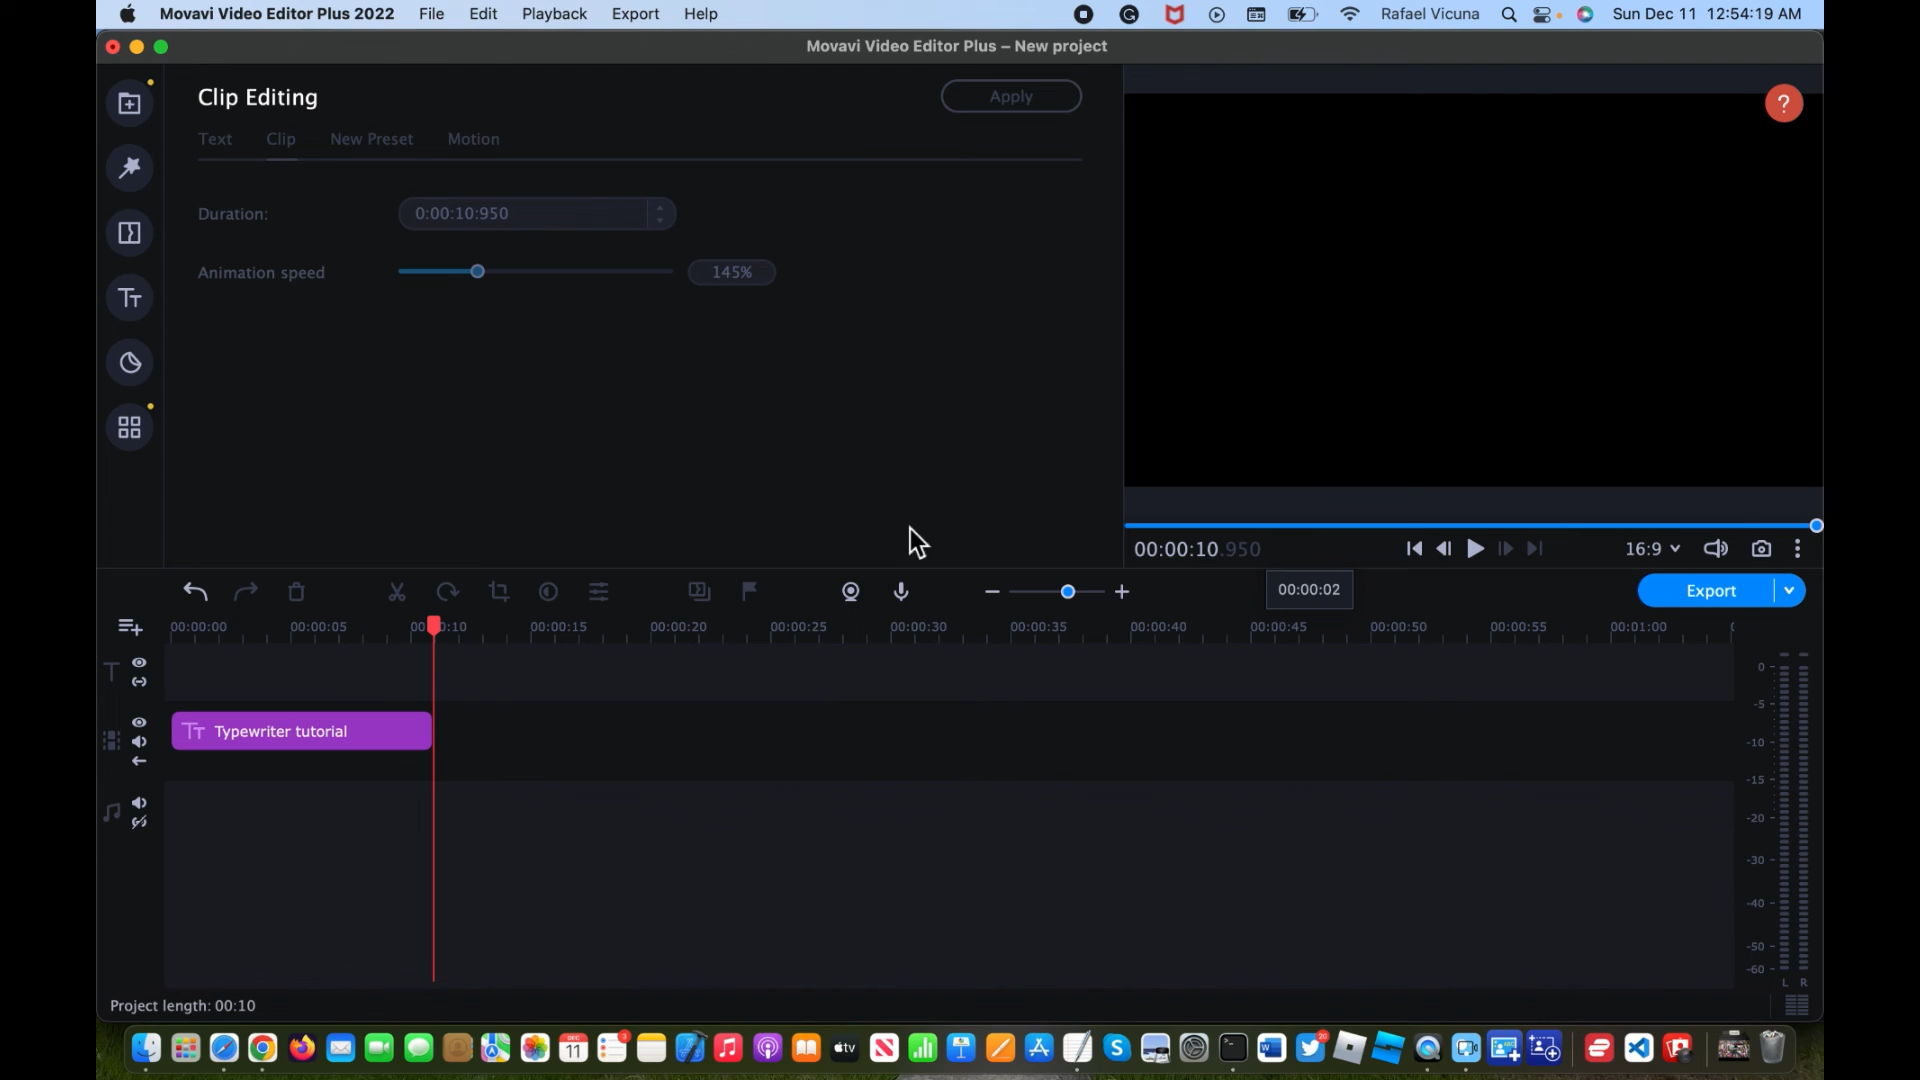 Movavi Video Editor Plus 2022 File Edit Playback Export Help Rafael Vicuna Sun Dec 11 12:54:19 AM
Movavi Video Editor Plus – New project
Clip Editing
Apply
?
Text Clip New Preset Motion
Duration: 0:00:10:950
Animation speed 145%
00:00:10.950
16:9
00:00:02
Export
00:00:00 00:00:05 00:00:10 00:00:15 00:00:20 00:00:25 00:00:30 00:00:35 00:00:40 00:00:45 00:00:50 00:00:55 00:01:00
Typewriter tutorial
0
-5
-10
-15
-20
-30
-40
-50
-60
L R
Project length: 00:10
DEC
11
3
tv
20